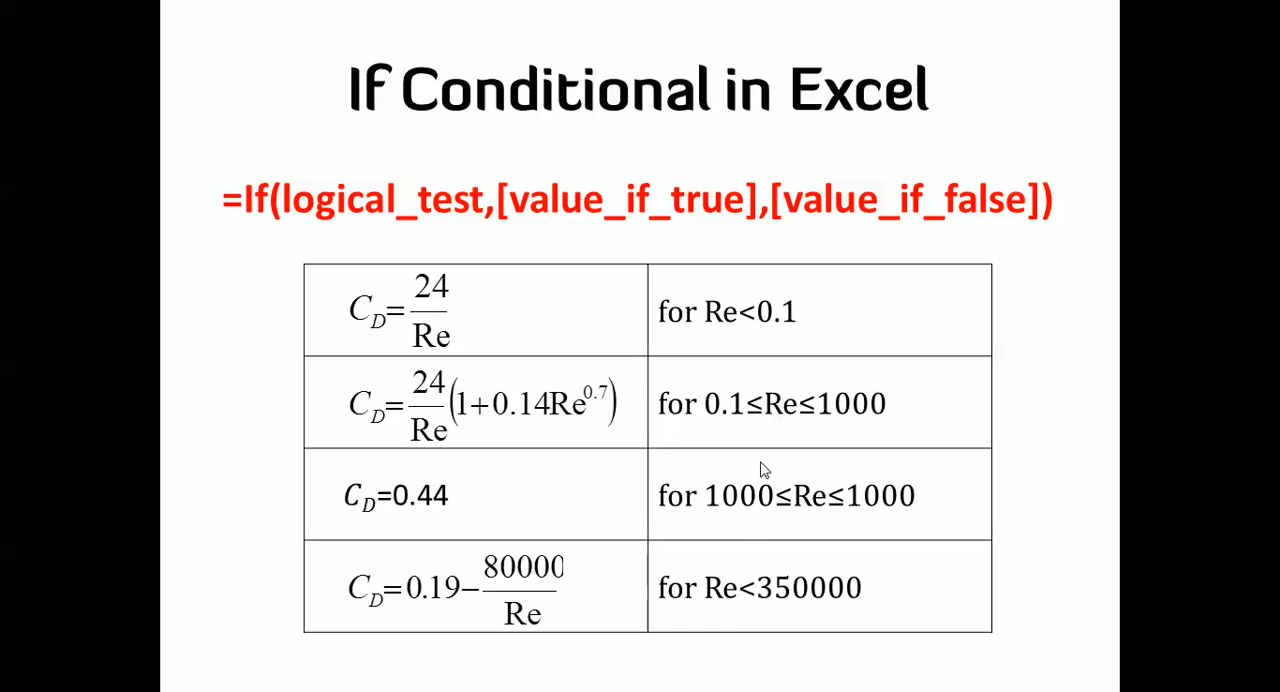 If Conditional in Excel
=If(logical_test,[value_if_true],[value_if_false])
C_D = 24/Re for Re<0.1
C_D = 24/Re (1+0.14Re^0.7) for 0.1≤Re≤1000
C_D=0.44 for 1000≤Re≤1000
C_D = 0.19 − 80000/Re for Re<350000